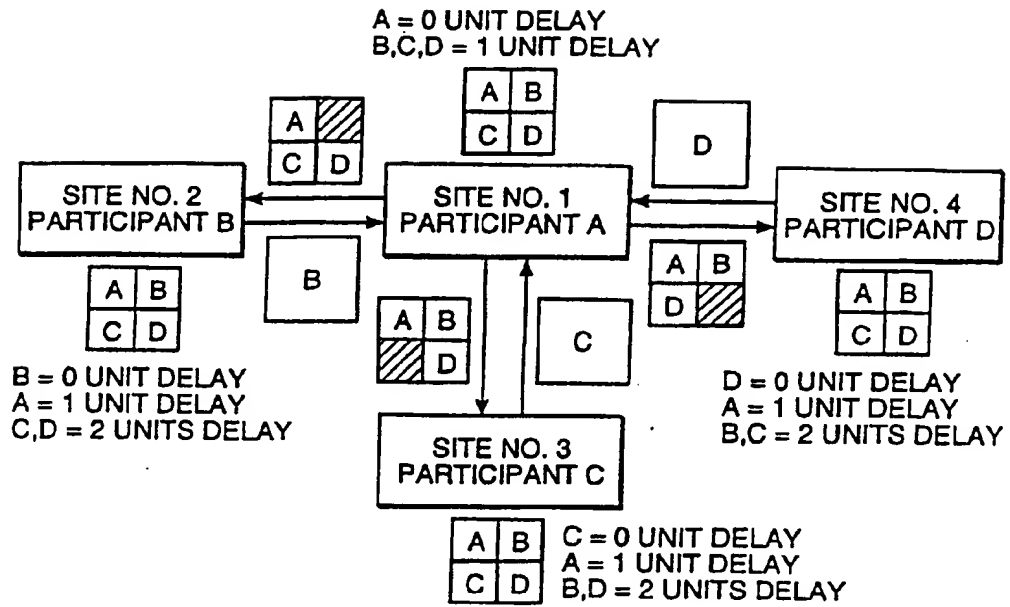 A = 0 UNIT DELAY
B,C,D = 1 UNIT DELAY
A B
C D
A
C D
D
SITE NO. 2
PARTICIPANT B
SITE NO. 1
PARTICIPANT A
SITE NO. 4
PARTICIPANT D
B
A B
D
A B
C D
A B
D
C
A B
C D
B = 0 UNIT DELAY
A = 1 UNIT DELAY
C,D = 2 UNITS DELAY
D = 0 UNIT DELAY
A = 1 UNIT DELAY
B,C = 2 UNITS DELAY
SITE NO. 3
PARTICIPANT C
A B
C D
C = 0 UNIT DELAY
A = 1 UNIT DELAY
B,D = 2 UNITS DELAY